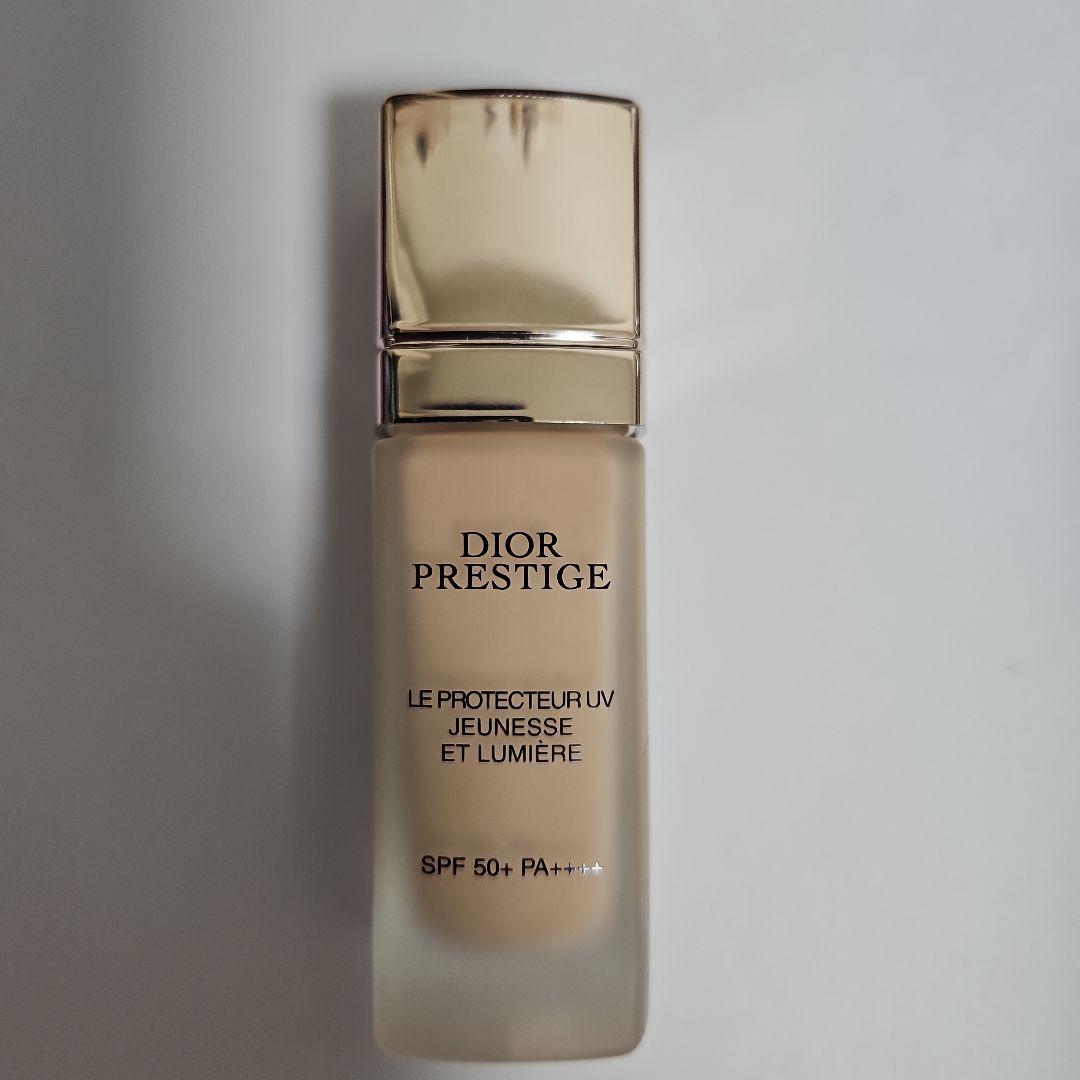 DIOR
PRESTIGE
LE PROTECTEUR UV
JEUNESSE
ET LUMIÈRE
SPF 50+ PA++++